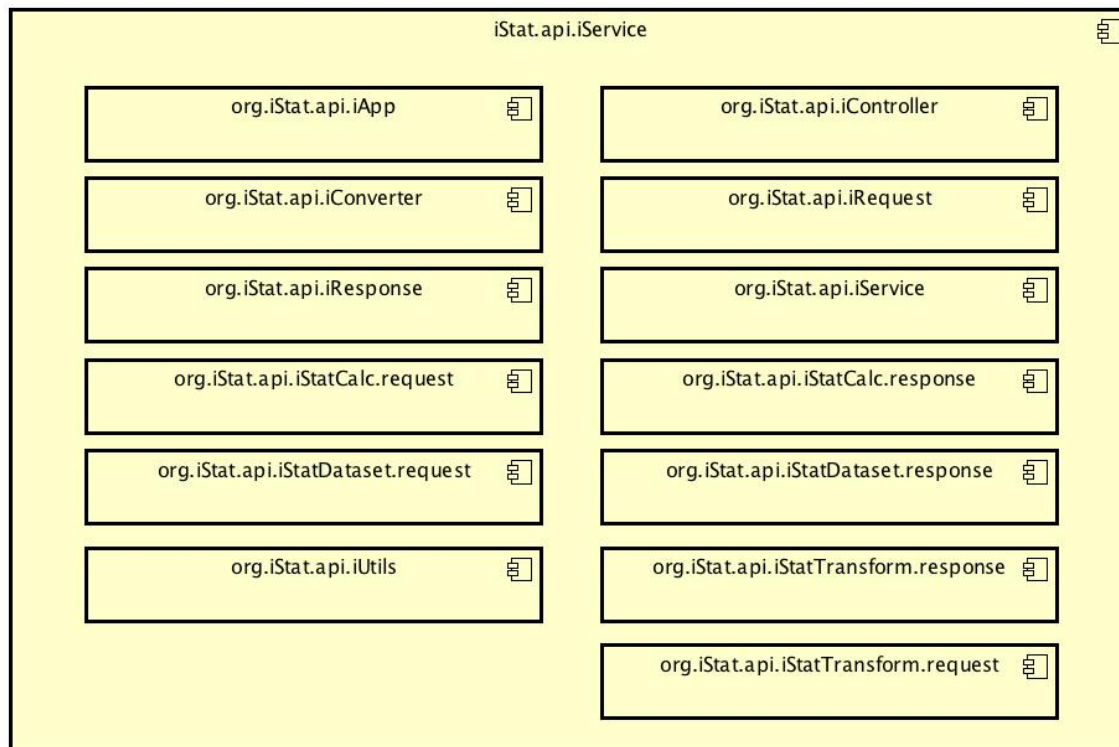 iStat.api.iService
org.iStat.api.iApp
org.iStat.api.iController
org.iStat.api.iConverter
org.iStat.api.iRequest
org.iStat.api.iResponse
org.iStat.api.iService
org.iStat.api.iStatCalc.request
org.iStat.api.iStatCalc.response
org.iStat.api.iStatDataset.request
org.iStat.api.iStatDataset.response
org.iStat.api.iUtils
org.iStat.api.iStatTransform.response
org.iStat.api.iStatTransform.request